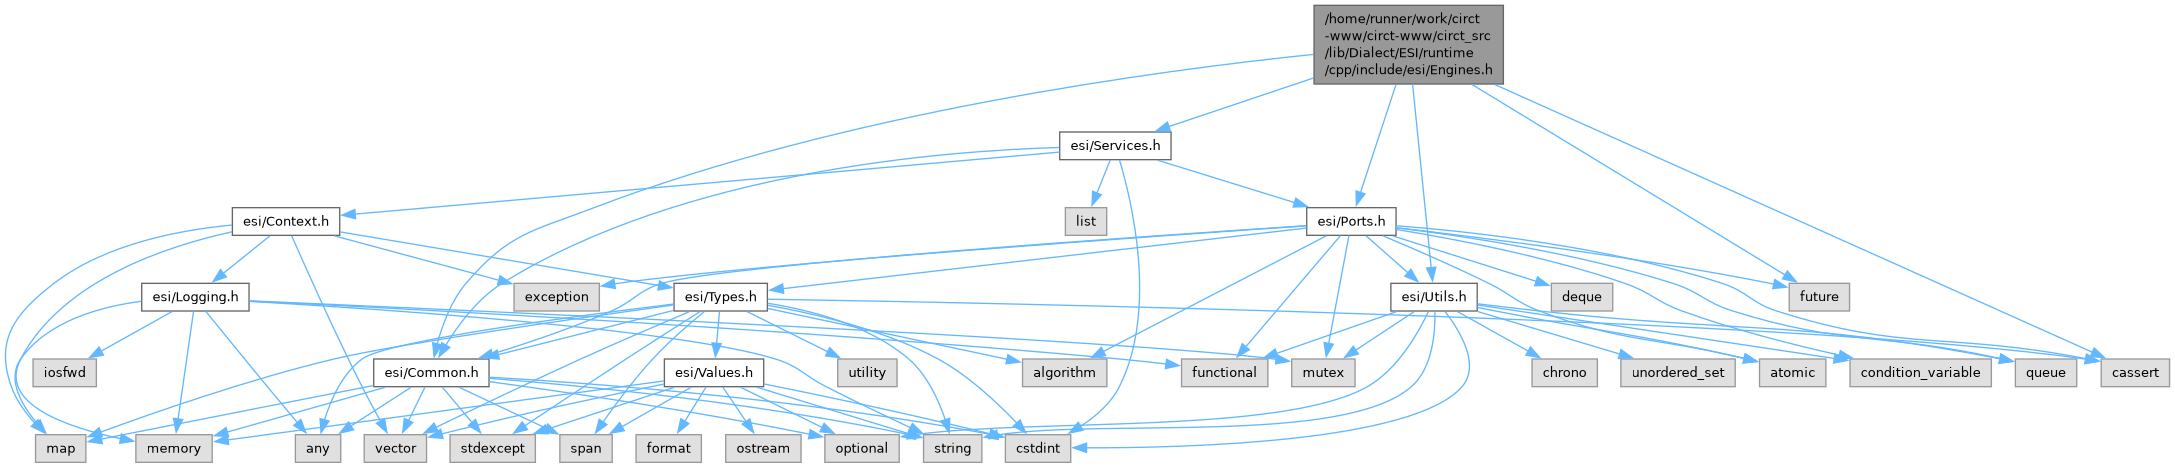 /home/runner/work/circt
-www/circt-www/circt_src
/lib/Dialect/ESI/runtime
/cpp/include/esi/Engines.h
esi/Services.h
esi/Context.h
list
esi/Ports.h
esi/Logging.h
exception
esi/Types.h
esi/Utils.h
deque
future
iosfwd
esi/Common.h
esi/Values.h
utility
algorithm
functional
mutex
chrono
unordered_set
atomic
condition_variable
queue
cassert
map
memory
any
vector
stdexcept
span
format
ostream
optional
string
cstdint